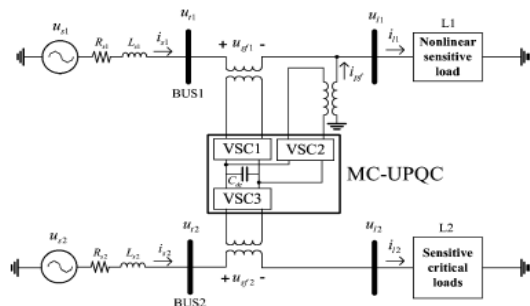 u_s1
R_s1 L_s1 i_s1
u_t1
BUS1
+ u_sf1 -
i_pf
u_l1
i_l1
L1
Nonlinear
sensitive
load
VSC1
VSC2
C_dc
VSC3
MC-UPQC
u_s2
R_s2 L_s2 i_s2
u_t2
BUS2
+ u_sf2 -
u_l2
i_l2
L2
Sensitive
critical
loads